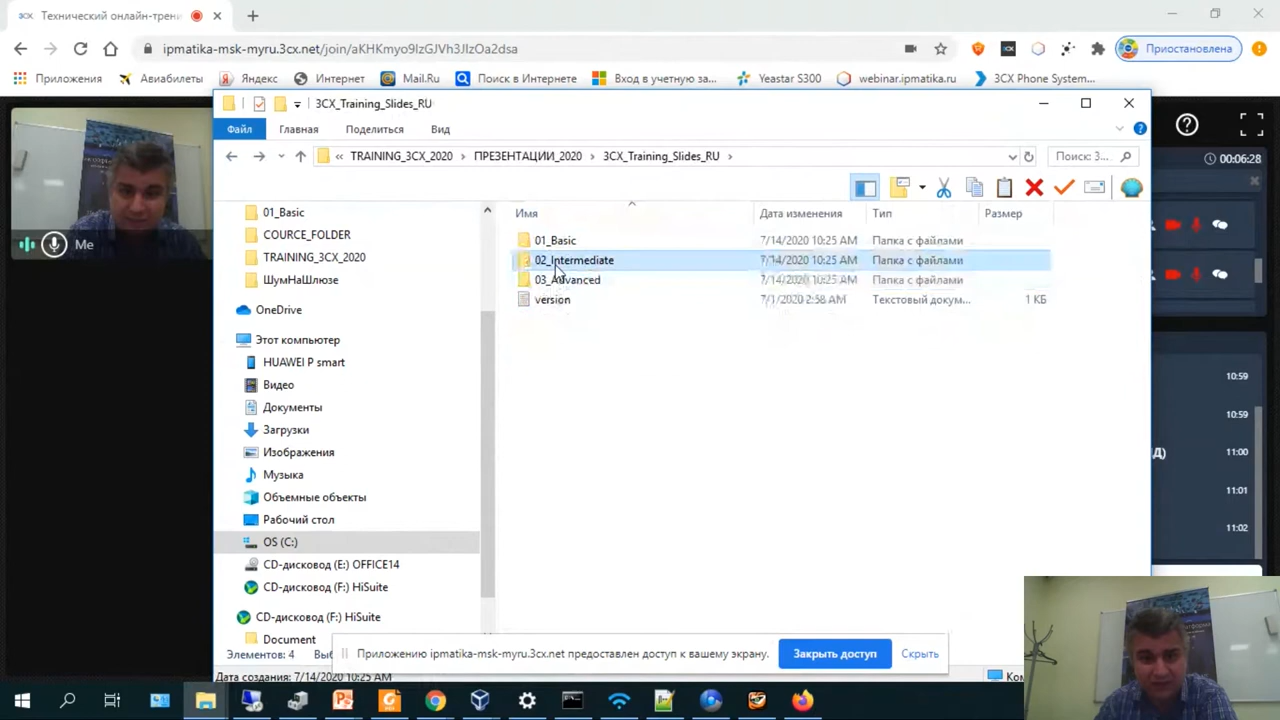 Технический онлайн-трени
ipmatika-msk-myru.3cx.net/join/aKHKmyo9IzGJVh3JIzOa2dsa
Приостановлена
Приложения
Авиабилеты
Яндекс
Интернет
Mail.Ru
Поиск в Интернете
Вход в учетную за...
Yeastar S300
webinar.ipmatika.ru
3CX Phone System...
3CX_Training_Slides_RU
Файл
Главная
Поделиться
Вид
« TRAINING_3CX_2020 › ПРЕЗЕНТАЦИИ_2020 › 3CX_Training_Slides_RU ›
Поиск: 3...
00:06:28
Me
Имя
Дата изменения
Тип
Размер
01_Basic
7/14/2020 10:25 AM
Папка с файлами
02_Intermediate
7/14/2020 10:25 AM
Папка с файлами
03_Advanced
7/14/2020 10:25 AM
Папка с файлами
version
7/1/2020 2:58 AM
Текстовый докум...
1 КБ
01_Basic
COURCE_FOLDER
TRAINING_3CX_2020
ШумНаШлюзе
OneDrive
Этот компьютер
HUAWEI P smart
Видео
Документы
Загрузки
Изображения
Музыка
Объемные объекты
Рабочий стол
OS (C:)
CD-дисковод (E:) OFFICE14
CD-дисковод (F:) HiSuite
CD-дисковод (F:) HiSuite
Document
10:59
10:59
Д)
11:00
11:01
11:02
Элементов: 4
Приложению ipmatika-msk-myru.3cx.net предоставлен доступ к вашему экрану.
Закрыть доступ
Скрыть
Дата создания: 7/14/2020 10:25 AM